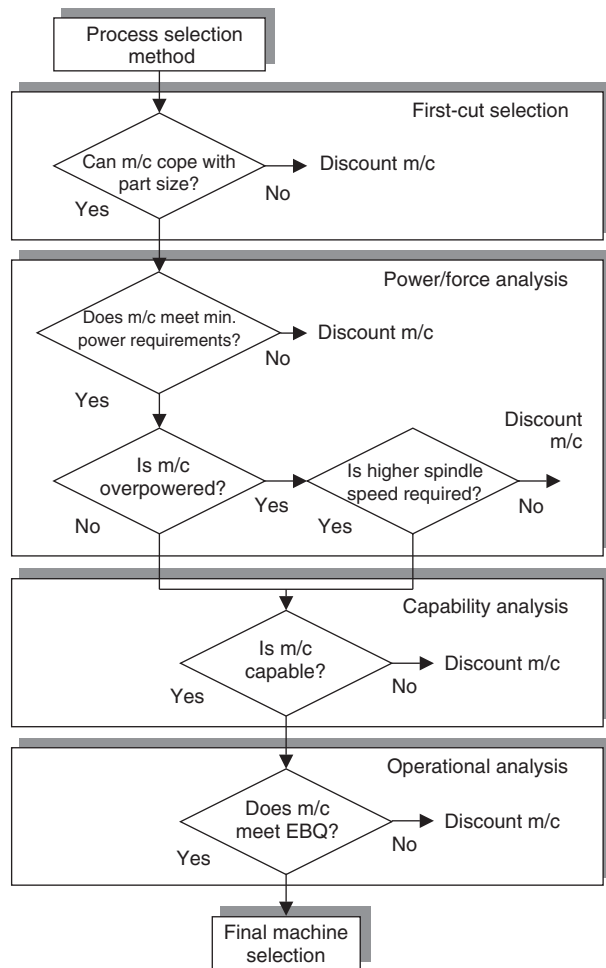 Process selection
method
First-cut selection
Can m/c cope with
part size?
Discount m/c
Yes
No
Power/force analysis
Does m/c meet min.
power requirements?
Discount m/c
No
Yes
Discount
m/c
Is m/c
overpowered?
Yes
No
Is higher spindle
speed required?
Yes
No
Capability analysis
Is m/c
capable?
Discount m/c
Yes
No
Operational analysis
Does m/c
meet EBQ?
Discount m/c
Yes
No
Final machine
selection